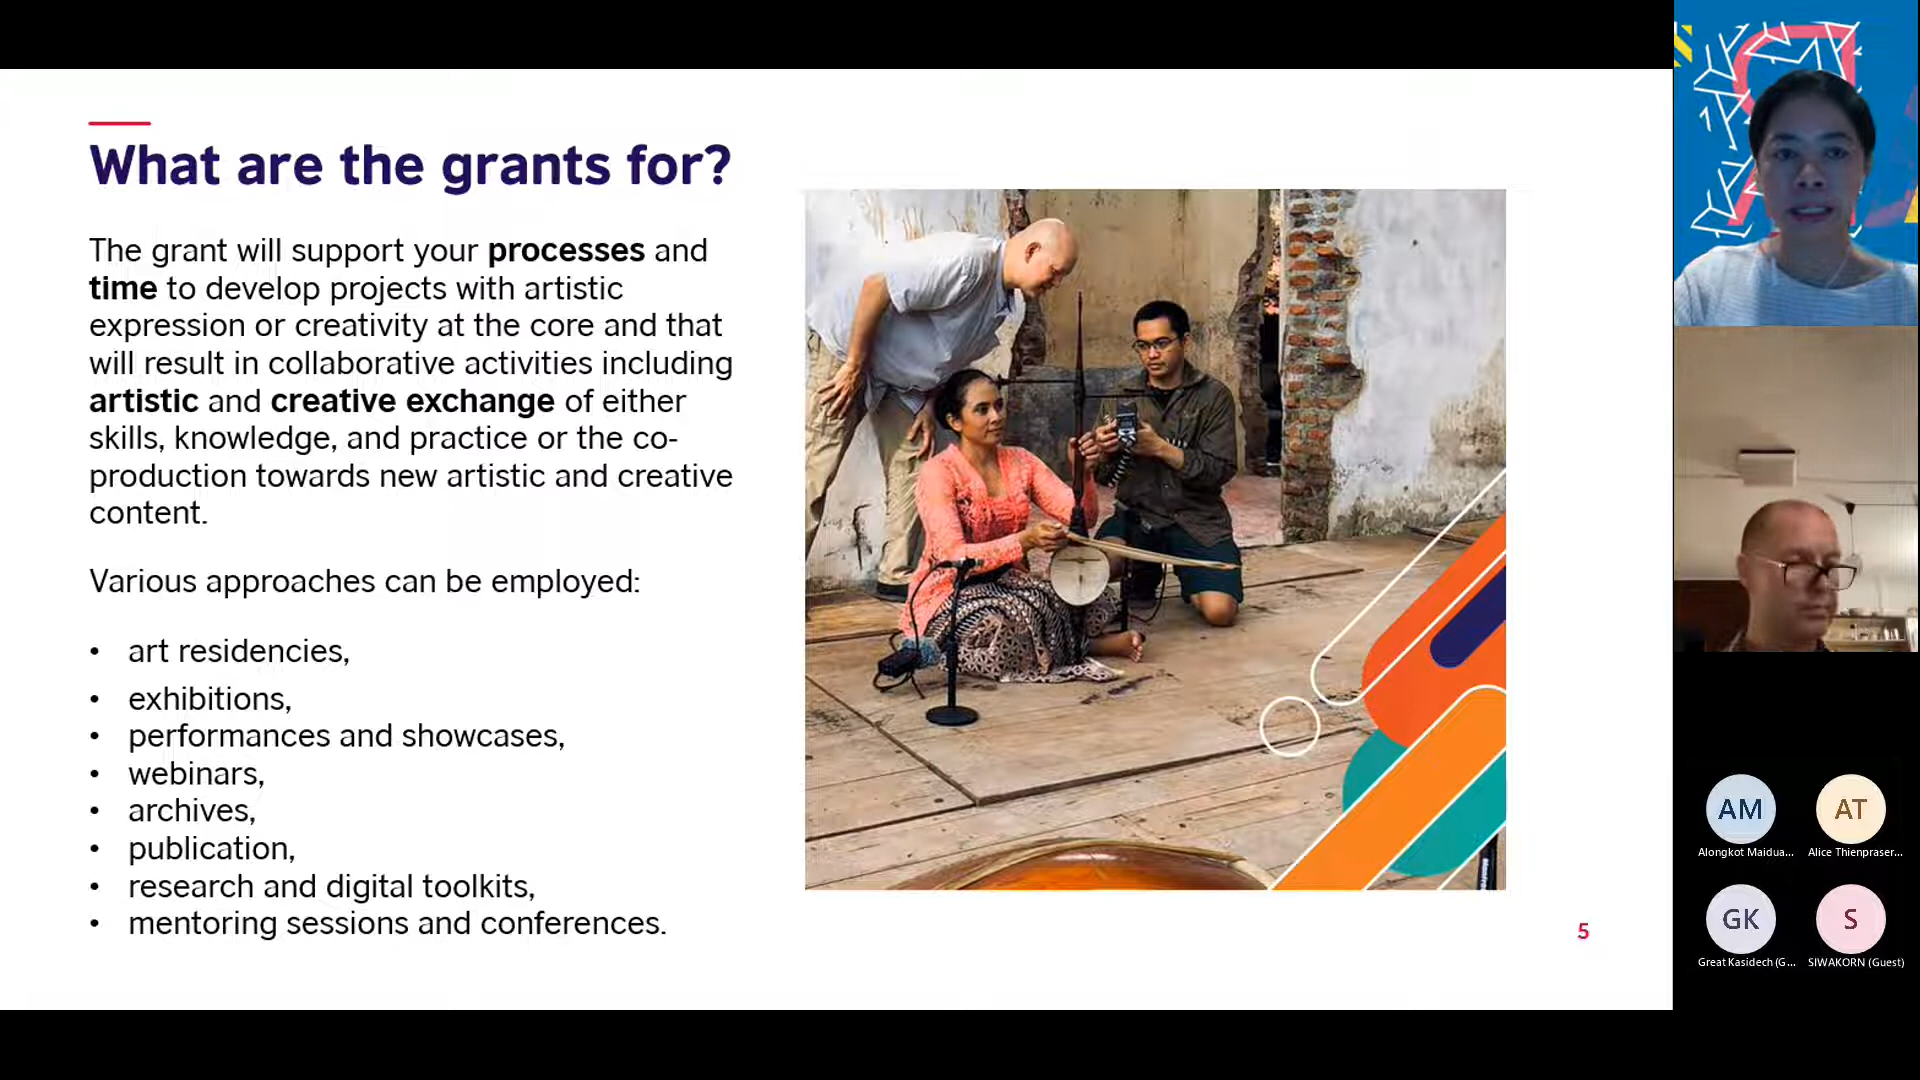 What are the grants for?
The grant will support your processes and
time to develop projects with artistic
expression or creativity at the core and that
will result in collaborative activities including
artistic and creative exchange of either
skills, knowledge, and practice or the co-
production towards new artistic and creative
content.
Various approaches can be employed:
• art residencies,
• exhibitions,
• performances and showcases,
• webinars,
• archives,
• publication,
• research and digital toolkits,
• mentoring sessions and conferences.
5
AM
AT
Alongkot Maidua...
Alice Thienpraser...
GK
S
Great Kasidech (G...
SIWAKORN (Guest)